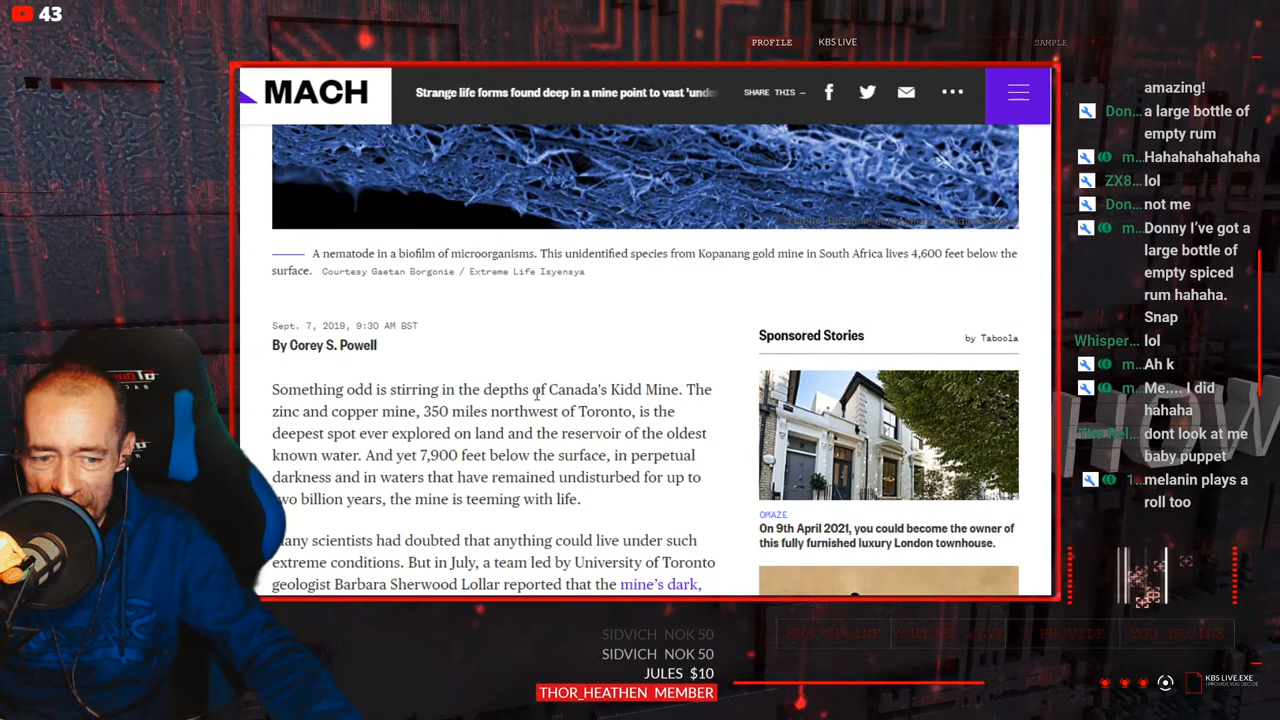 43
PROFILE
KBS LIVE
SAMPLE
MACH
Strange life forms found deep in a mine point to vast 'unde
SHARE THIS —
A nematode in a biofilm of microorganisms. This unidentified species from Kopanang gold mine in South Africa lives 4,600 feet below the
surface. Courtesy Gaetan Borgonie / Extreme Life Isyensya
Sept. 7, 2019, 9:30 AM BST
By Corey S. Powell
Something odd is stirring in the depths of Canada's Kidd Mine. The
zinc and copper mine, 350 miles northwest of Toronto, is the
deepest spot ever explored on land and the reservoir of the oldest
known water. And yet 7,900 feet below the surface, in perpetual
darkness and in waters that have remained undisturbed for up to
two billion years, the mine is teeming with life.
any scientists had doubted that anything could live under such
extreme conditions. But in July, a team led by University of Toronto
geologist Barbara Sherwood Lollar reported that the mine's dark,
Sponsored Stories
by Taboola
OMAZE
On 9th April 2021, you could become the owner of
this fully furnished luxury London townhouse.
amazing!
Don... a large bottle of
empty rum
m... Hahahahahahaha
ZX8... lol
Don... not me
m... Donny I've got a
large bottle of
empty spiced
rum hahaha.
Snap
Whisper... lol
m... Ah k
m... Me.... I did
hahaha
dont look at me
baby puppet
1... melanin plays a
roll too
HOW
SIDVICH NOK 50
SIDVICH NOK 50
JULES $10
THOR_HEATHEN MEMBER
PROVIDE
YOU DECIDE
KBS LIVE.EXE
I PROVIDE YOU DECIDE